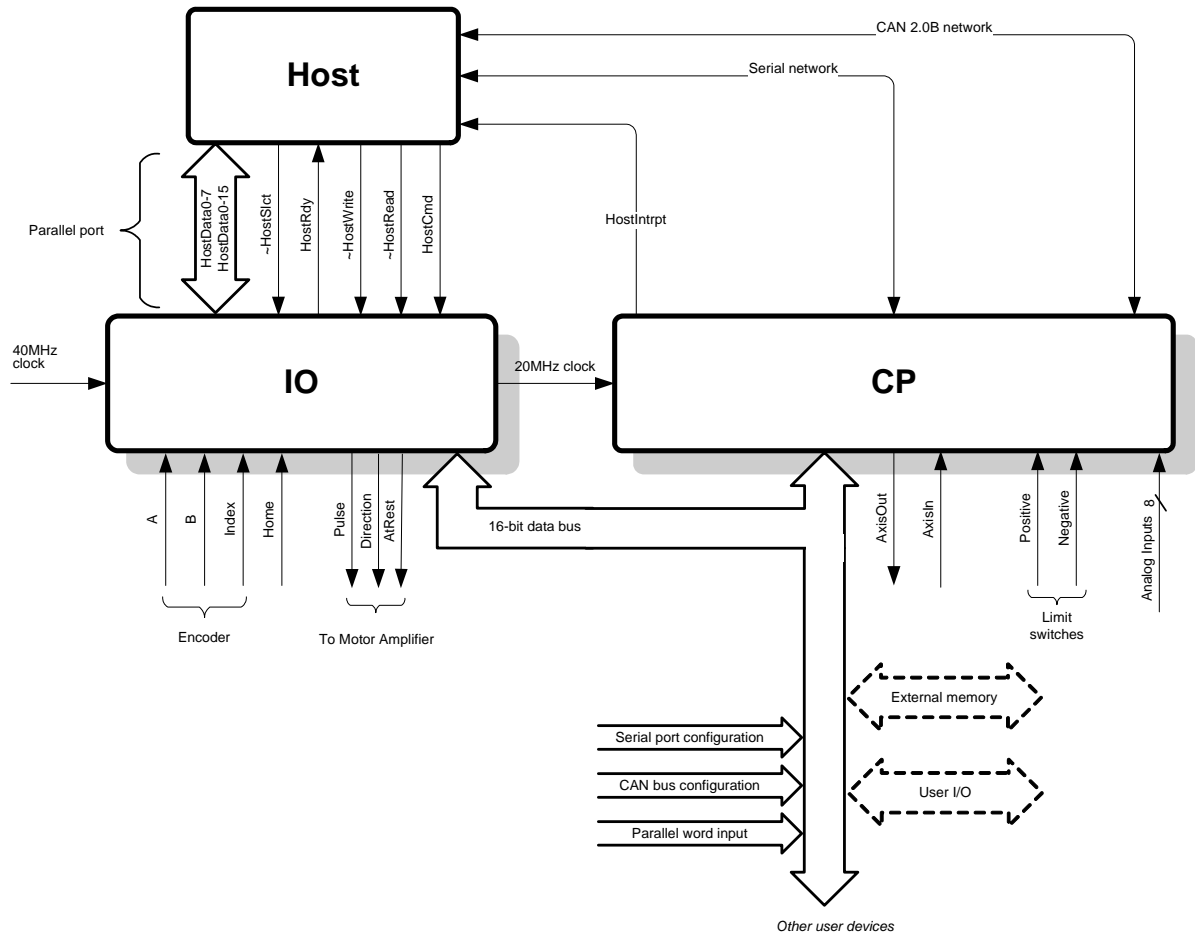 CAN 2.0B network
Host
Serial network
Parallel port
HostData0-7
HostData0-15
~HostSlct
HostRdy
~HostWrite
~HostRead
HostCmd
HostIntrpt
40MHz
clock
IO
20MHz clock
CP
A
B
Index
Home
Pulse
Direction
AtRest
16-bit data bus
AxisOut
AxisIn
Positive
Negative
Analog Inputs 8
Encoder
To Motor Amplifier
Limit
switches
External memory
Serial port configuration
CAN bus configuration
User I/O
Parallel word input
Other user devices